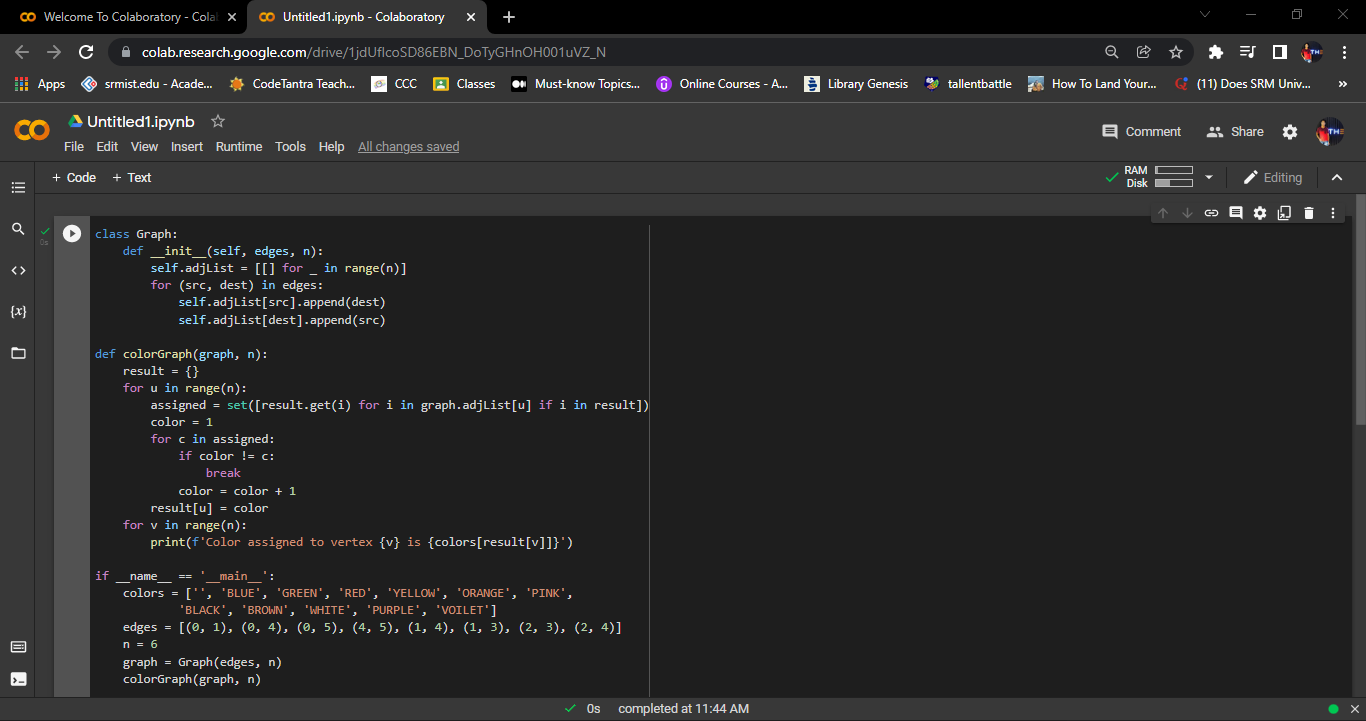 Welcome To Colaboratory - Cola
Untitled1.ipynb - Colaboratory
colab.research.google.com/drive/1jdUflcoSD86EBN_DoTyGHnOH001uVZ_N
Apps srmist.edu - Acade... CodeTantra Teach... CCC Classes Must-know Topics... Online Courses - A... Library Genesis tallentbattle How To Land Your... (11) Does SRM Univ... »
Untitled1.ipynb
File Edit View Insert Runtime Tools Help All changes saved
Comment Share
+ Code + Text
RAM
Disk
Editing
0s
class Graph:
    def __init__(self, edges, n):
        self.adjList = [[] for _ in range(n)]
        for (src, dest) in edges:
            self.adjList[src].append(dest)
            self.adjList[dest].append(src)
def colorGraph(graph, n):
    result = {}
    for u in range(n):
        assigned = set([result.get(i) for i in graph.adjList[u] if i in result])
        color = 1
        for c in assigned:
            if color != c:
                break
            color = color + 1
        result[u] = color
    for v in range(n):
        print(f'Color assigned to vertex {v} is {colors[result[v]]}')
if __name__ == '__main__':
    colors = ['', 'BLUE', 'GREEN', 'RED', 'YELLOW', 'ORANGE', 'PINK',
            'BLACK', 'BROWN', 'WHITE', 'PURPLE', 'VOILET']
    edges = [(0, 1), (0, 4), (0, 5), (4, 5), (1, 4), (1, 3), (2, 3), (2, 4)]
    n = 6
    graph = Graph(edges, n)
    colorGraph(graph, n)
0s completed at 11:44 AM